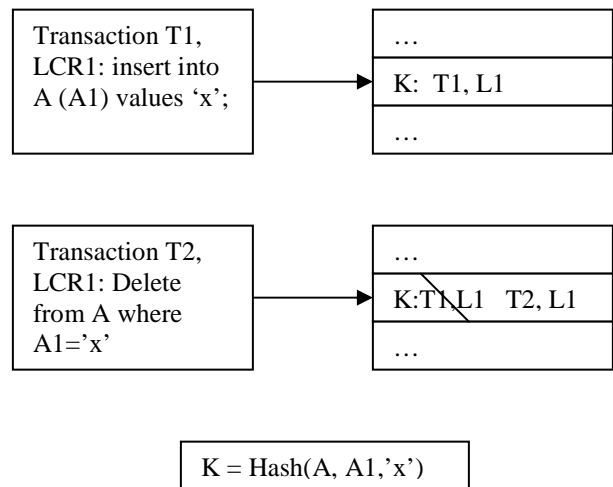 Transaction T1,
LCR1: insert into
A (A1) values ‘x’;
…
K: T1, L1
…
Transaction T2,
LCR1: Delete
from A where
A1=’x’
…
K:T1,L1 T2, L1
…
K = Hash(A, A1,’x’)